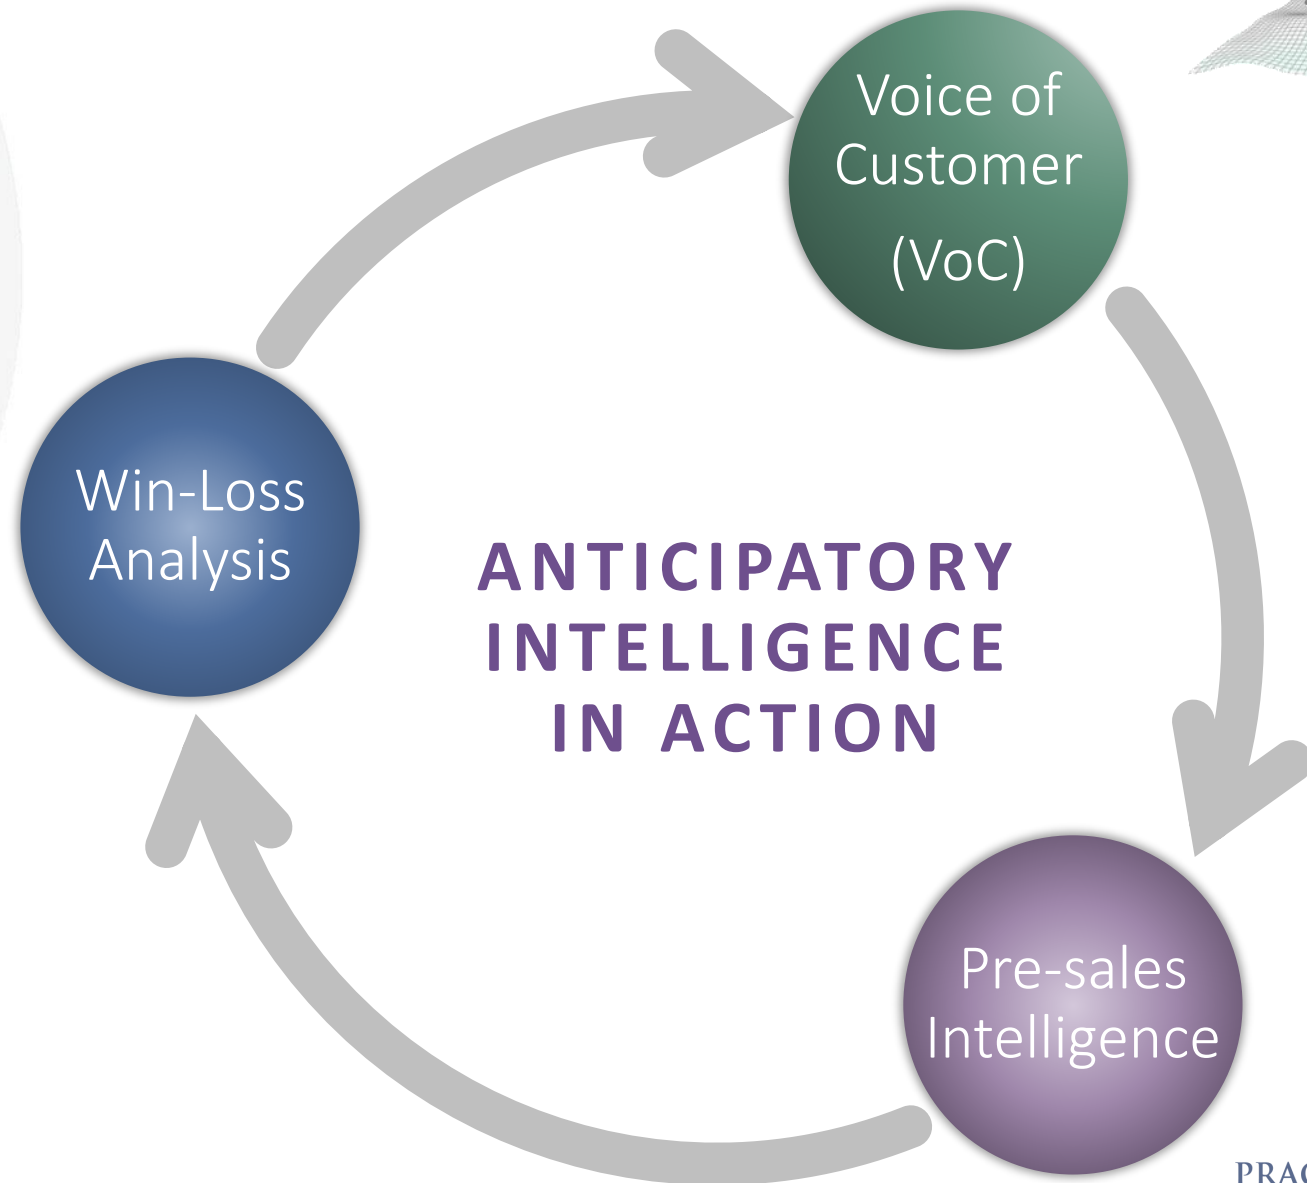 Voice of
Customer
(VoC)
Win-Loss
Analysis
ANTICIPATORY
INTELLIGENCE
IN ACTION
Pre-sales
Intelligence